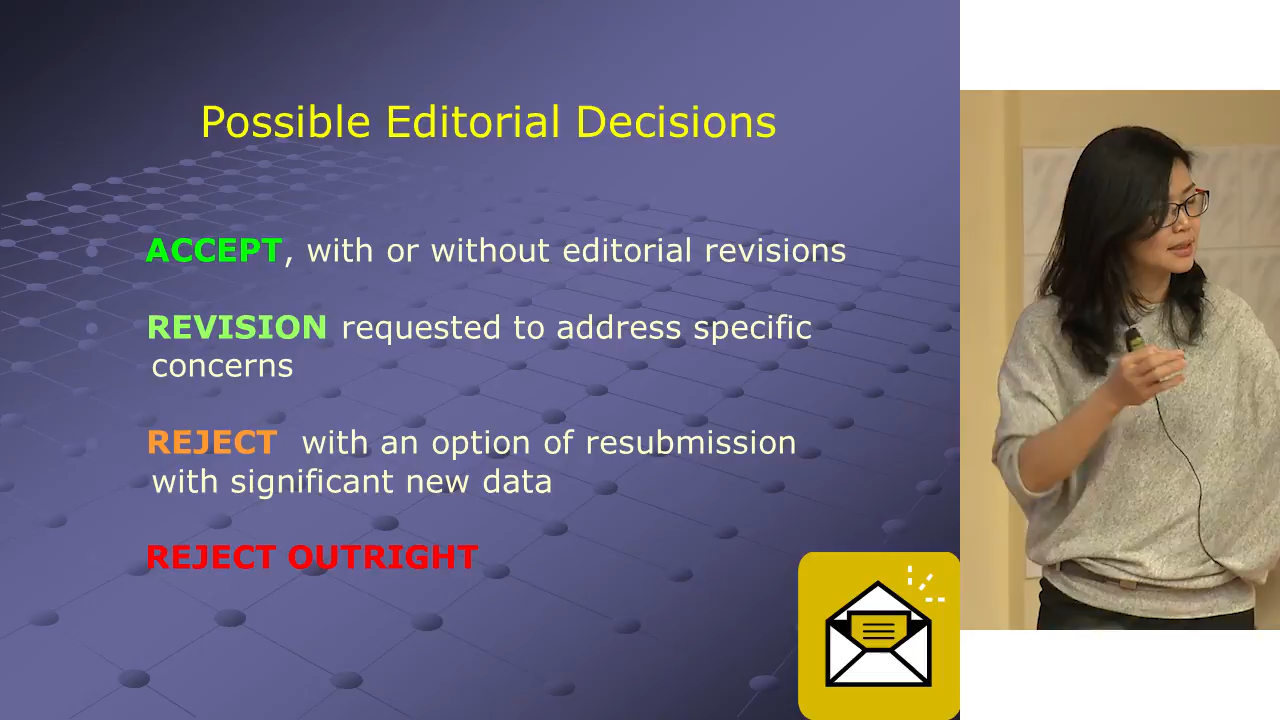 Possible Editorial Decisions
ACCEPT, with or without editorial revisions
REVISION requested to address specific
concerns
REJECT with an option of resubmission
with significant new data
REJECT OUTRIGHT